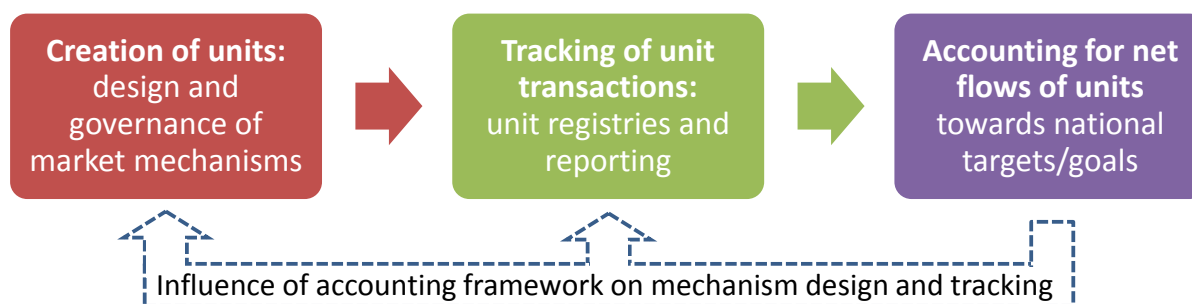 Creation of units:
design and
governance of
market mechanisms
Tracking of unit
transactions:
unit registries and
reporting
Accounting for net
flows of units
towards national
targets/goals
Influence of accounting framework on mechanism design and tracking